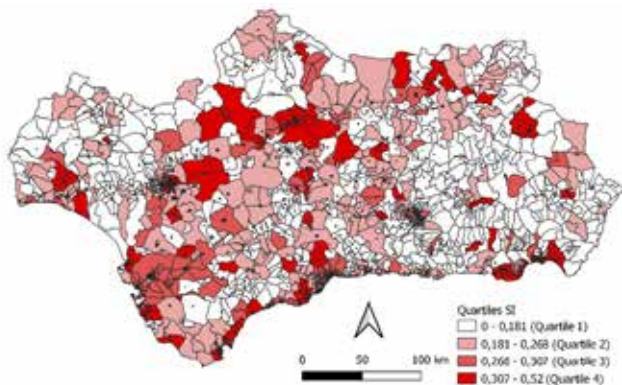 Quartiles SI
0 - 0,181 (Quartile 1)
0,181 - 0,268 (Quartile 2)
0,268 - 0,307 (Quartile 3)
0,307 - 0,52 (Quartile 4)
0 50 100 km